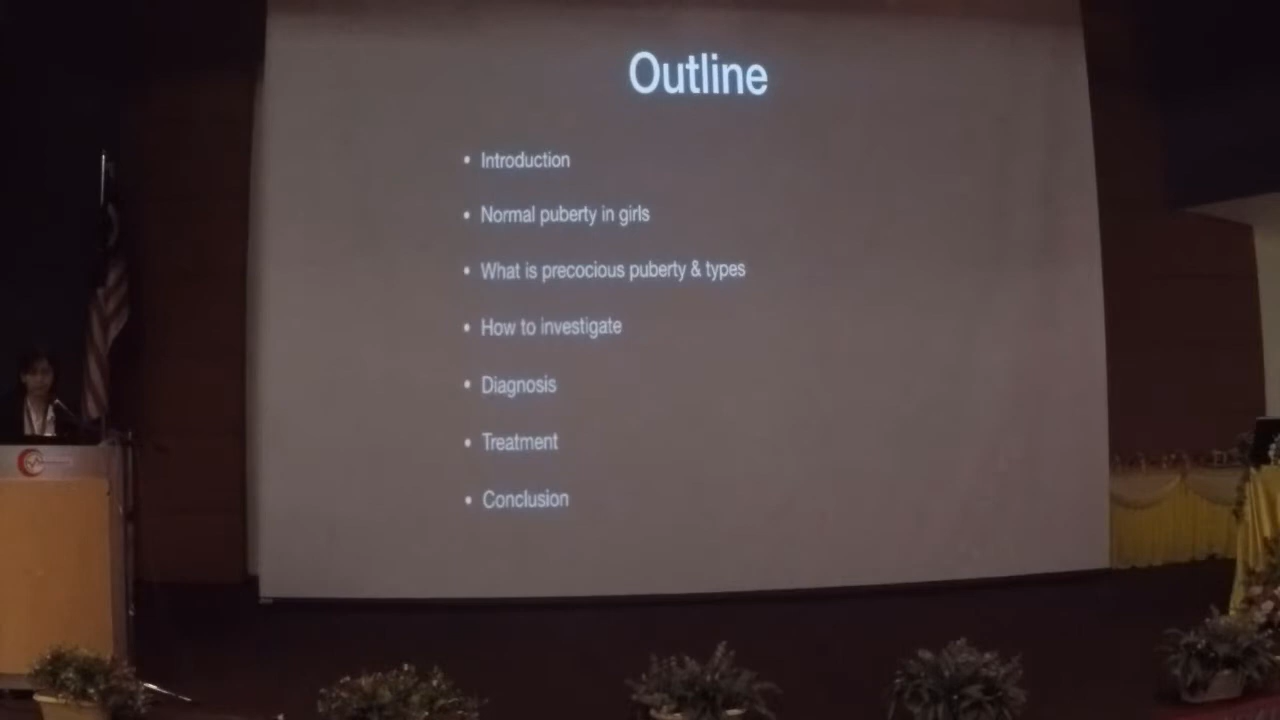 Outline
• Introduction
• Normal puberty in girls
• What is precocious puberty & types
• How to investigate
• Diagnosis
• Treatment
• Conclusion